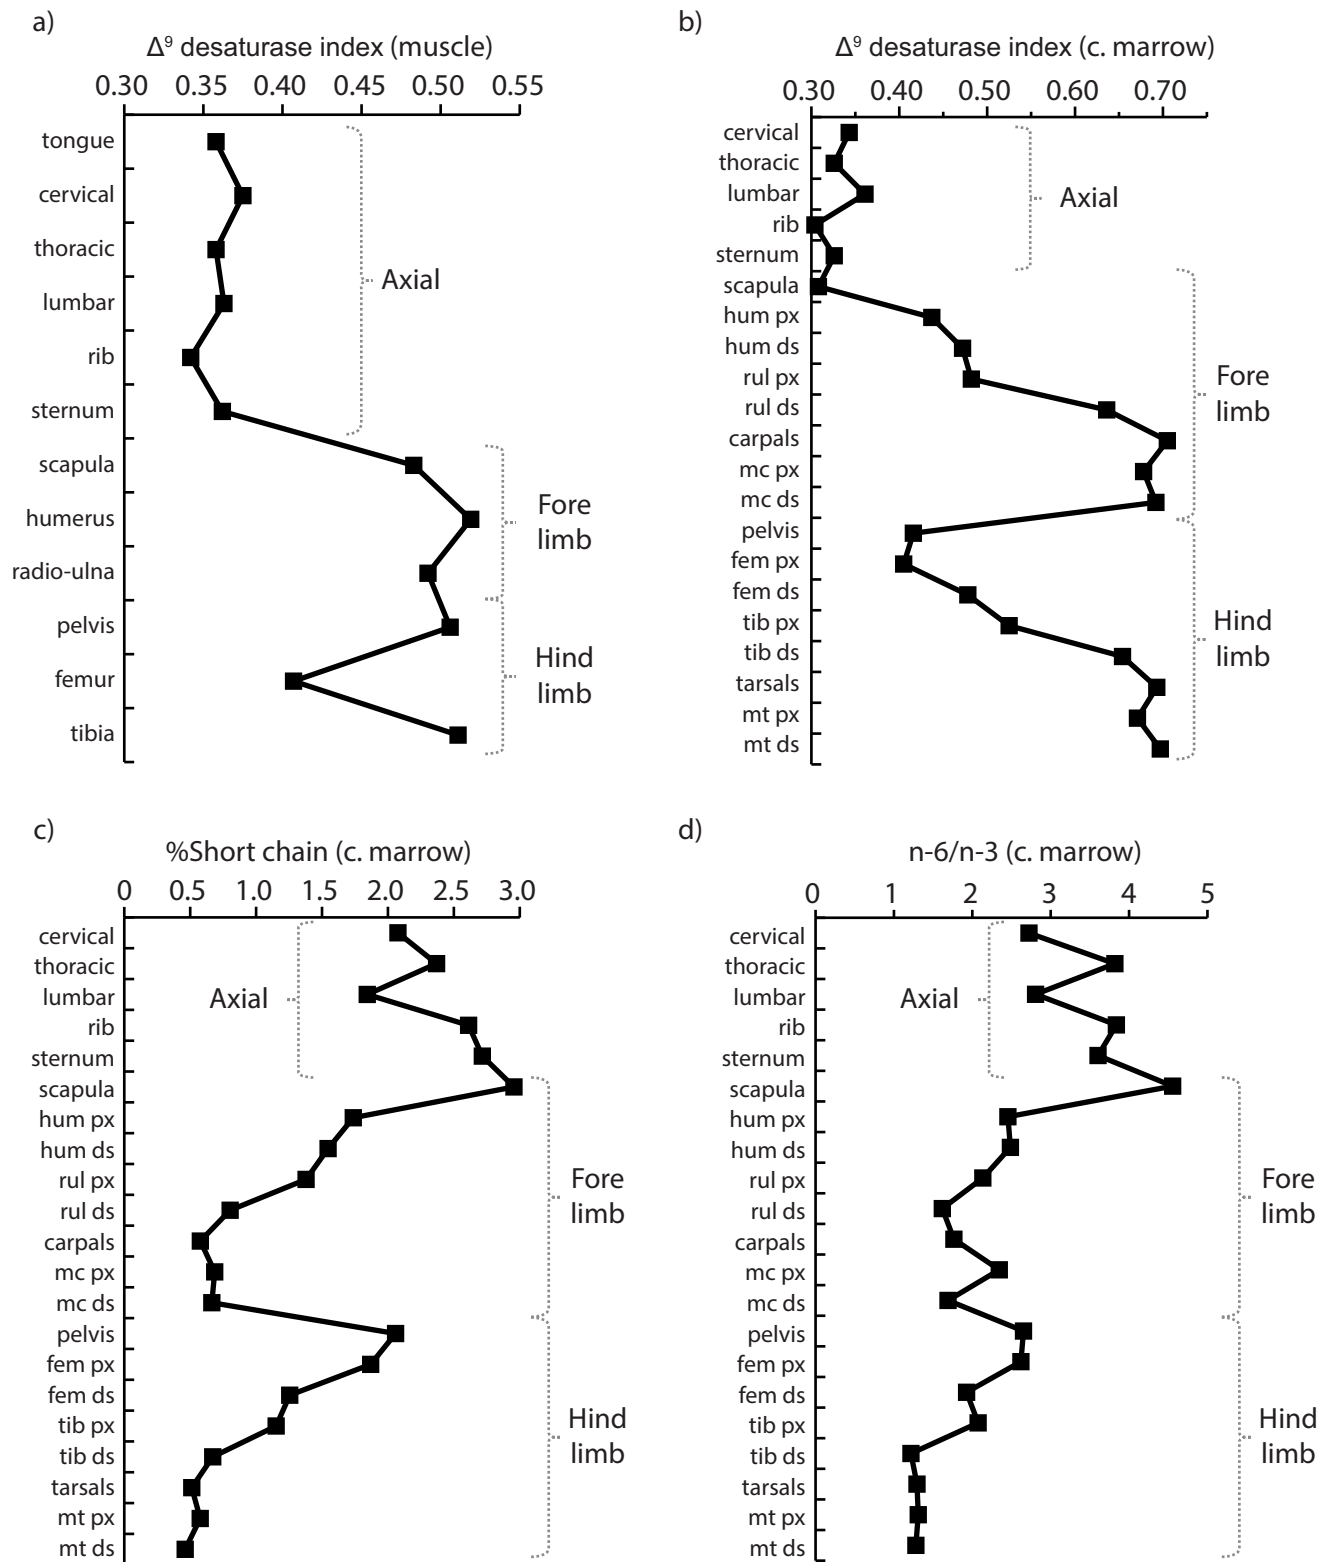 a)
Δ⁹ desaturase index (muscle)
0.30 0.35 0.40 0.45 0.50 0.55
tongue
cervical
thoracic
lumbar
rib
sternum
scapula
humerus
radio-ulna
pelvis
femur
tibia
Axial
Fore
limb
Hind
limb
b)
Δ⁹ desaturase index (c. marrow)
0.30 0.40 0.50 0.60 0.70
cervical
thoracic
lumbar
rib
sternum
scapula
hum px
hum ds
rul px
rul ds
carpals
mc px
mc ds
pelvis
fem px
fem ds
tib px
tib ds
tarsals
mt px
mt ds
Axial
Fore
limb
Hind
limb
c)
%Short chain (c. marrow)
0 0.5 1.0 1.5 2.0 2.5 3.0
cervical
thoracic
lumbar
rib
sternum
scapula
hum px
hum ds
rul px
rul ds
carpals
mc px
mc ds
pelvis
fem px
fem ds
tib px
tib ds
tarsals
mt px
mt ds
Axial
Fore
limb
Hind
limb
d)
n-6/n-3 (c. marrow)
0 1 2 3 4 5
cervical
thoracic
lumbar
rib
sternum
scapula
hum px
hum ds
rul px
rul ds
carpals
mc px
mc ds
pelvis
fem px
fem ds
tib px
tib ds
tarsals
mt px
mt ds
Axial
Fore
limb
Hind
limb